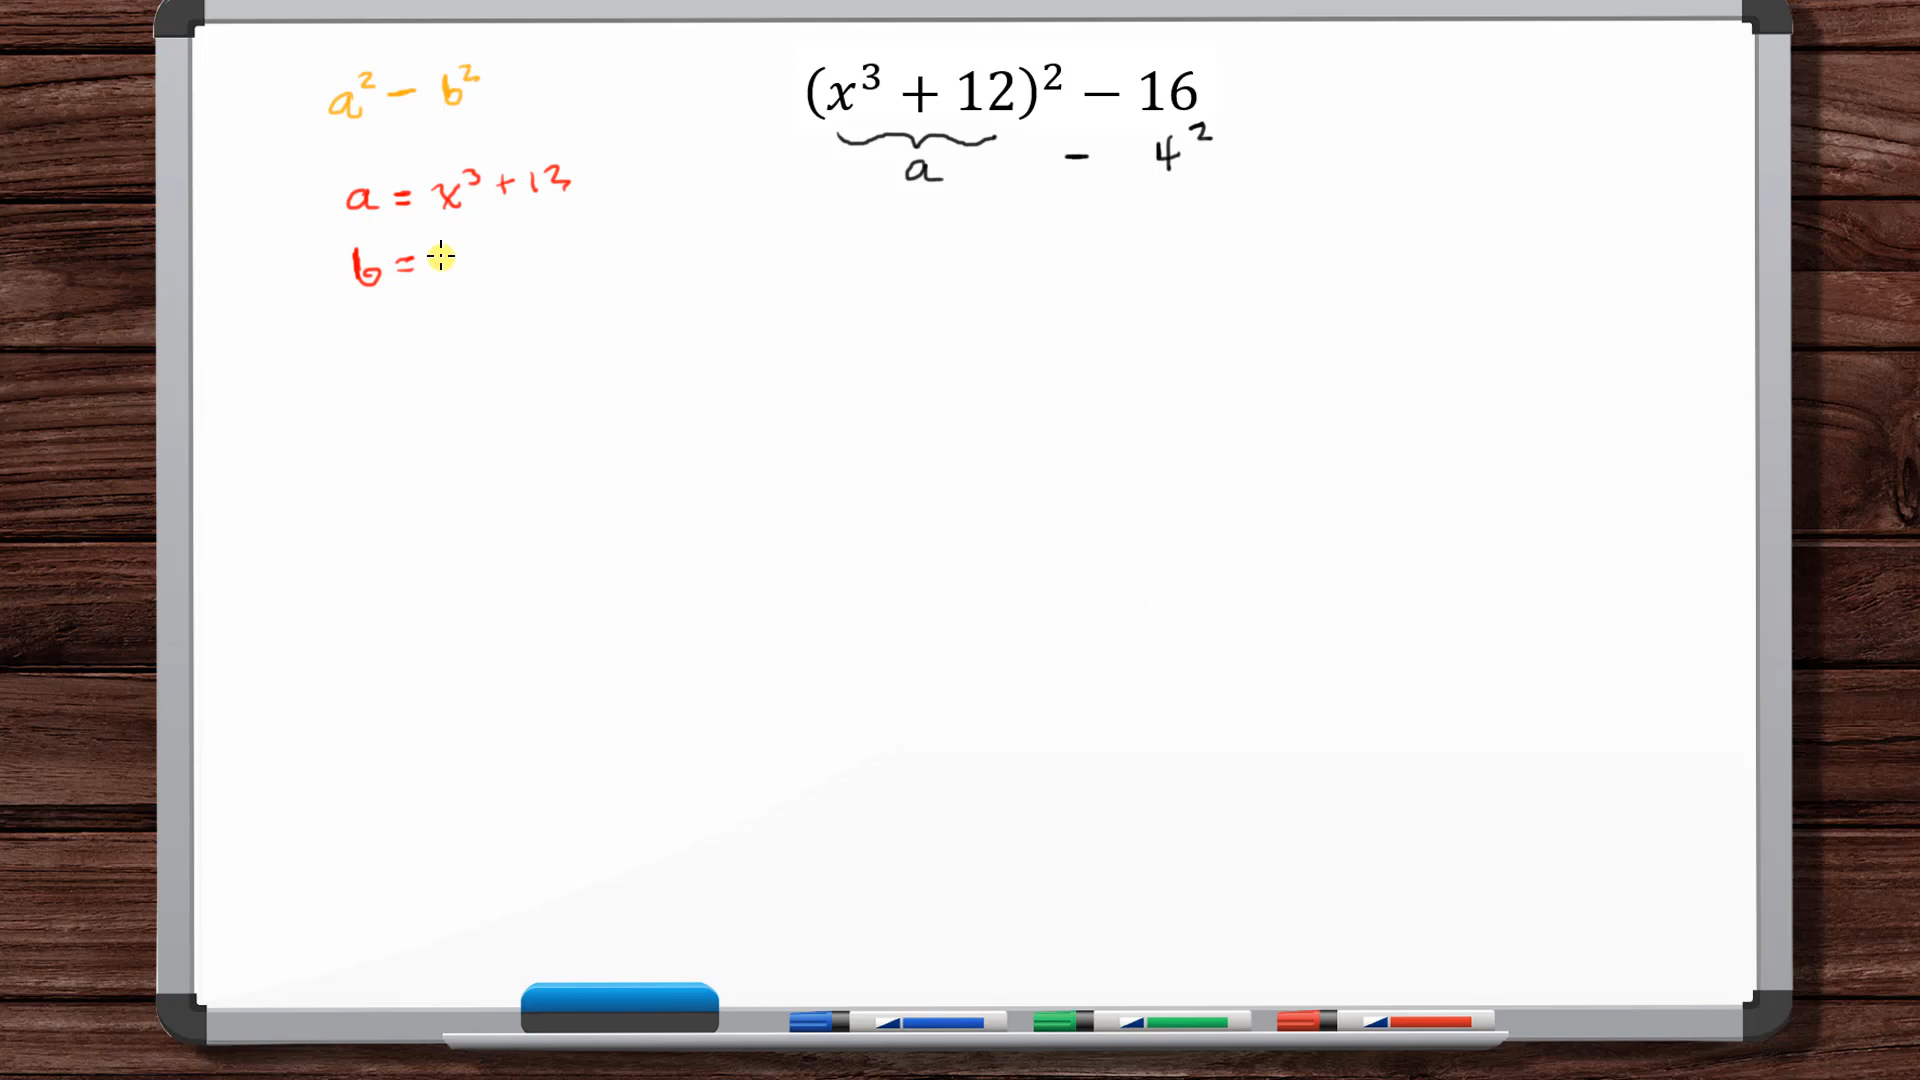 a² − b²
(x³ + 12)² − 16
a - 4²
a = x³ + 12
b =